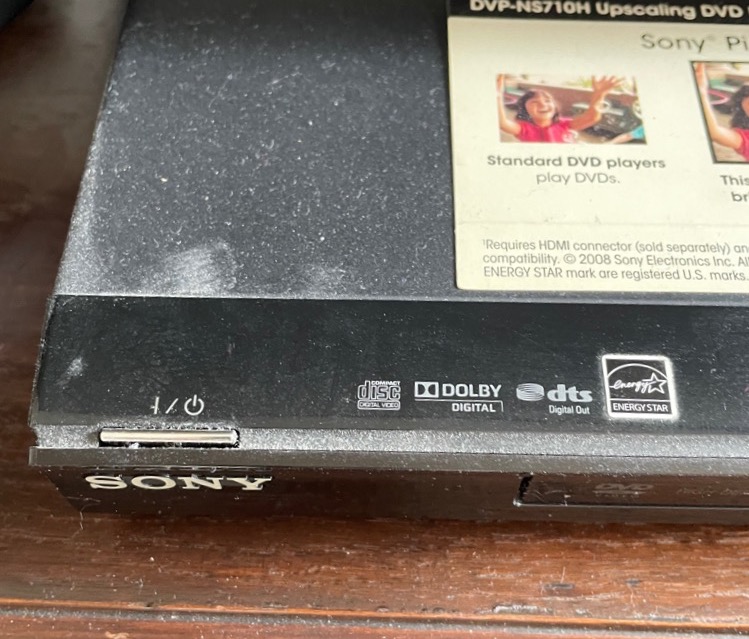 DVP-NS710H Upscaling DVD
Sony® Pi
Standard DVD players
play DVDs.
This
br
¹Requires HDMI connector (sold separately) an
compatibility. © 2008 Sony Electronics Inc. All
ENERGY STAR mark are registered U.S. marks.
COMPACT
disc
DIGITAL VIDEO
DOLBY
DIGITAL
dts
Digital Out
energy
ENERGY STAR
I/⏻
SONY
DVD